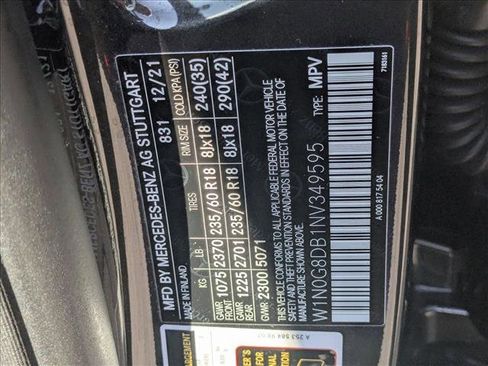 MFD BY MERCEDES-BENZ AG STUTTGART
MADE IN FINLAND 831 12/21
KG LB TIRES RIM SIZE COLD KPA (PSI)
GAWR FRONT 1075 2370 235/60 R18 8Jx18 240(35)
GAWR REAR 1225 2701 235/60 R18 8Jx18 290(42)
GVWR 2300 5071
THIS VEHICLE CONFORMS TO ALL APPLICABLE FEDERAL MOTOR VEHICLE
SAFETY AND THEFT PREVENTION STANDARDS IN EFFECT ON THE DATE OF
MANUFACTURE SHOWN ABOVE
W1N0G8DB1NV349595 TYPE: MPV
A 000 817 54 04 7182161
A 253 584